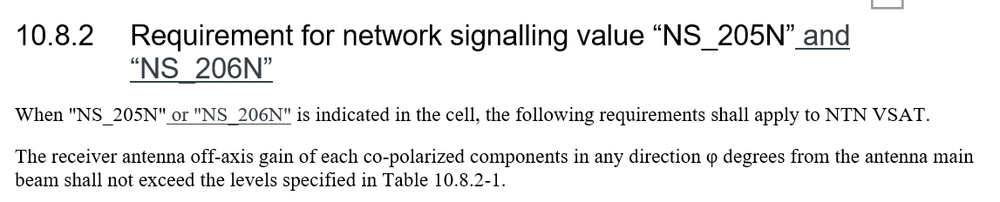 10.8.2 Requirement for network signalling value “NS_205N” and
“NS_206N”
When "NS_205N" or "NS_206N" is indicated in the cell, the following requirements shall apply to NTN VSAT.
The receiver antenna off-axis gain of each co-polarized components in any direction φ degrees from the antenna main
beam shall not exceed the levels specified in Table 10.8.2-1.